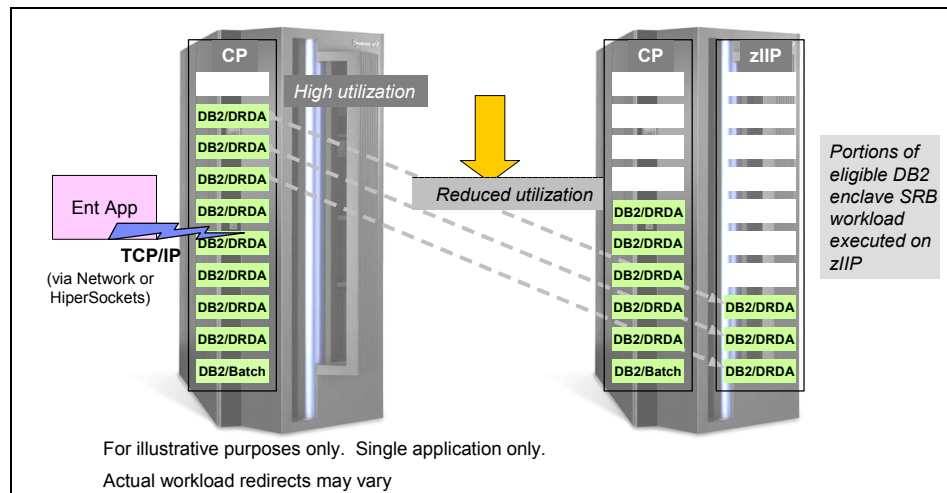 CP
High utilization
DB2/DRDA
DB2/DRDA
DB2/DRDA
DB2/DRDA
DB2/DRDA
DB2/DRDA
DB2/DRDA
DB2/DRDA
DB2/Batch
Ent App
TCP/IP
(via Network or
HiperSockets)
Reduced utilization
CP
DB2/DRDA
DB2/DRDA
DB2/DRDA
DB2/DRDA
DB2/DRDA
DB2/Batch
zIIP
DB2/DRDA
DB2/DRDA
DB2/DRDA
Portions of
eligible DB2
enclave SRB
workload
executed on
zIIP
For illustrative purposes only. Single application only.
Actual workload redirects may vary